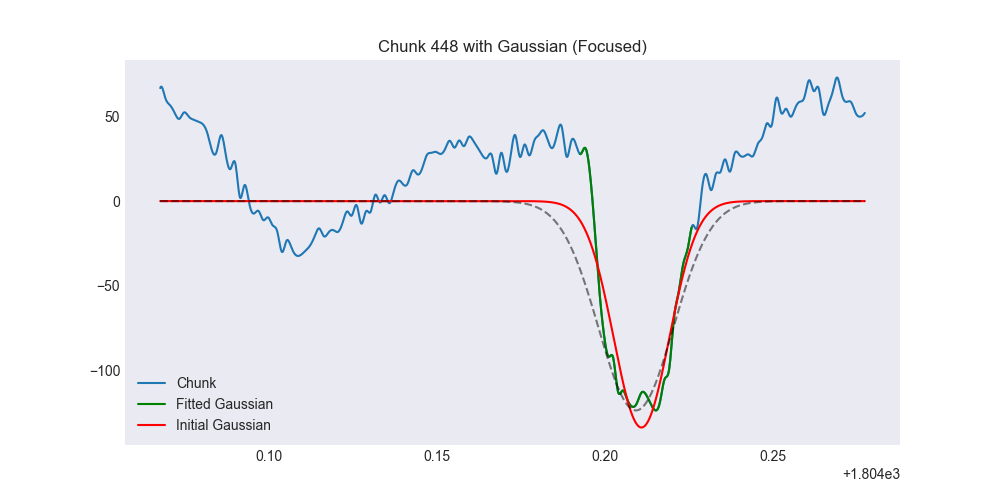 Chunk 448 with Gaussian (Focused)
50
0
−50
−100
Chunk
Fitted Gaussian
Initial Gaussian
0.10 0.15 0.20 0.25
+1.804e3